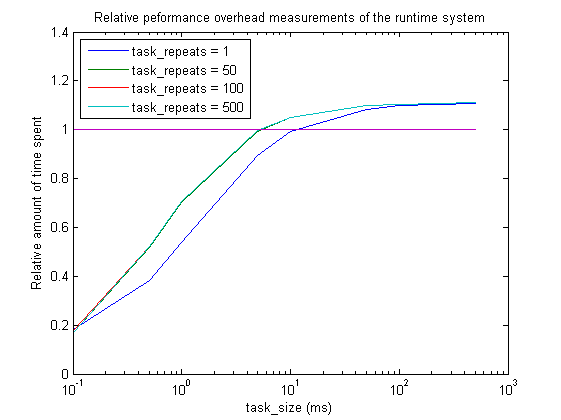 Relative peformance overhead measurements of the runtime system
1.4
1.2
1
0.8
0.6
0.4
0.2
0
Relative amount of time spent
task_repeats = 1
task_repeats = 50
task_repeats = 100
task_repeats = 500
10^-1
10^0
10^1
10^2
10^3
task_size (ms)